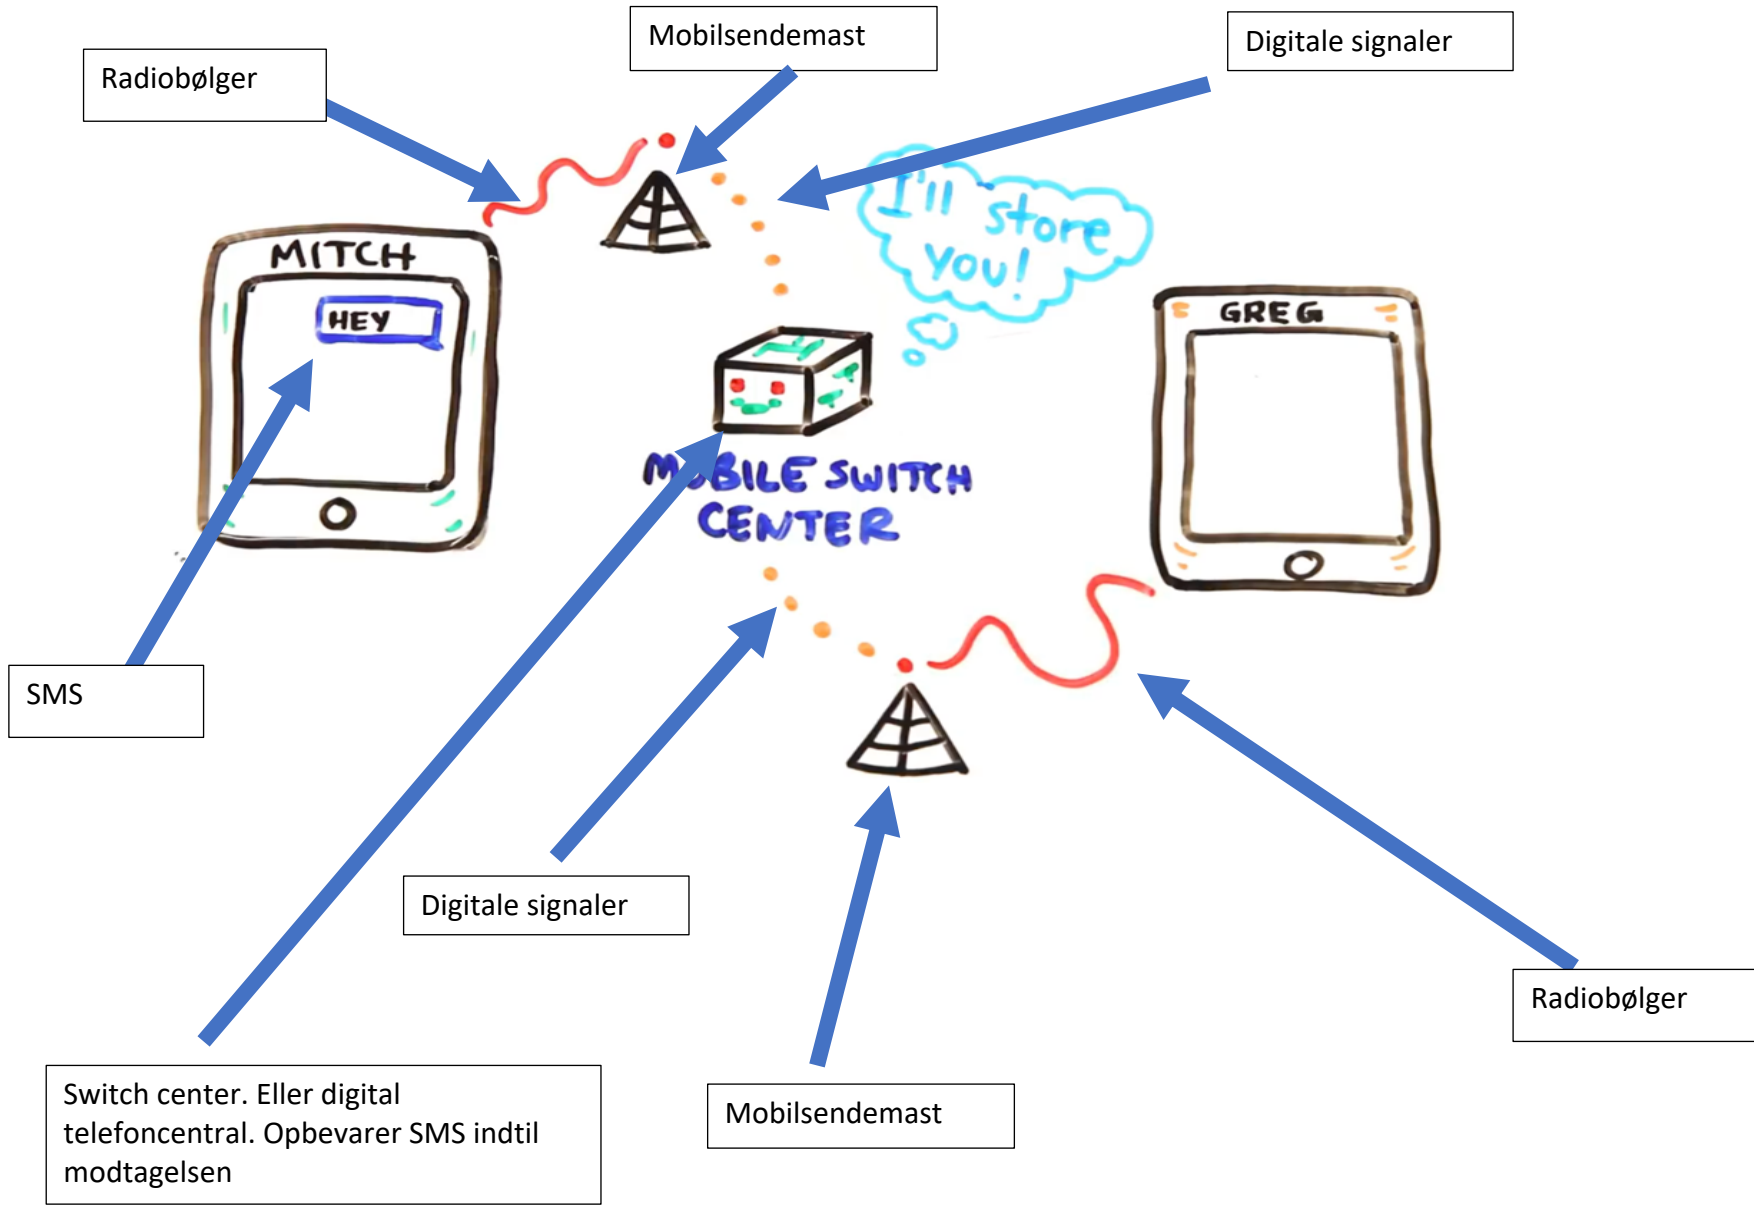 Mobilsendemast
Digitale signaler
Radiobølger
I'll store
you!
MITCH
HEY
GREG
MOBILE SWITCH
CENTER
SMS
Digitale signaler
Radiobølger
Switch center. Eller digital
telefoncentral. Opbevarer SMS indtil
modtagelsen
Mobilsendemast